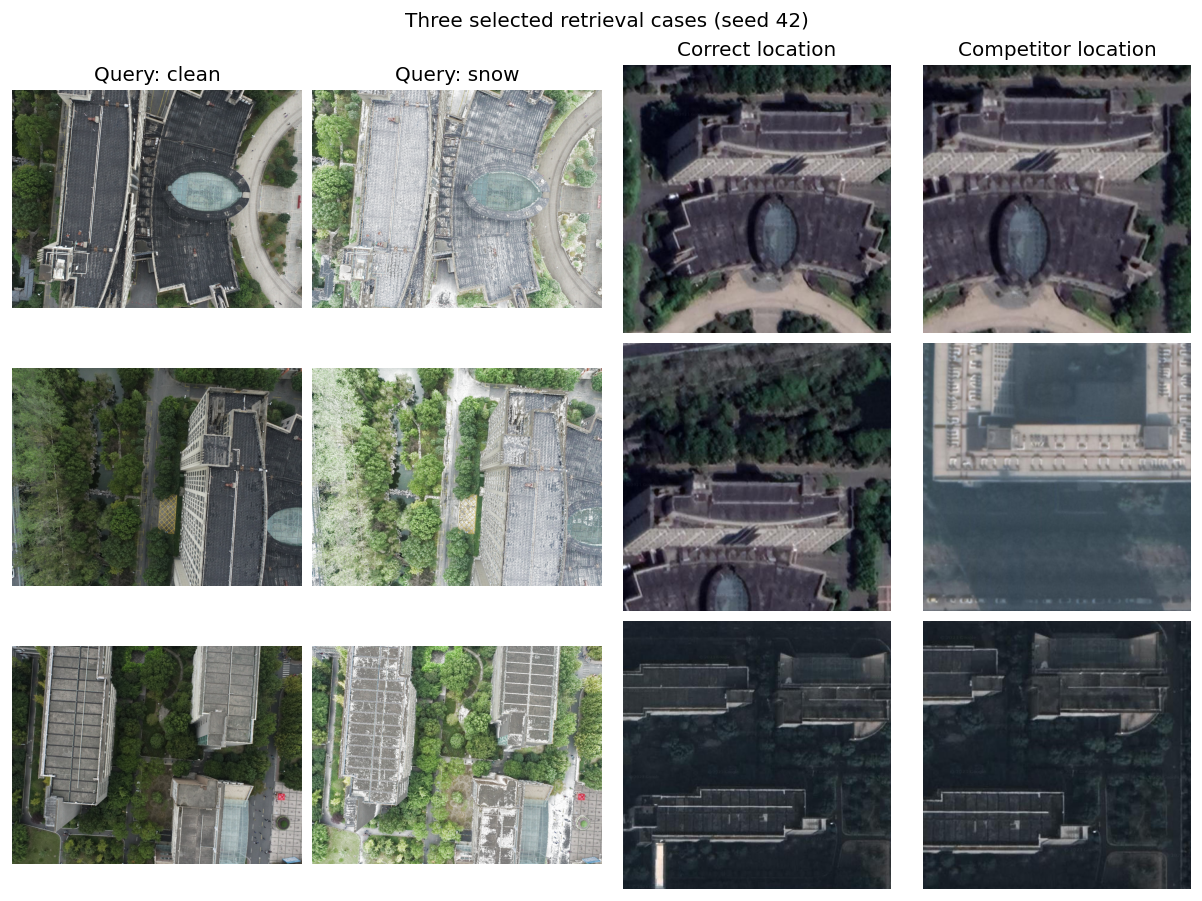 Three selected retrieval cases (seed 42)
Query: clean
Query: snow
Correct location
Competitor location